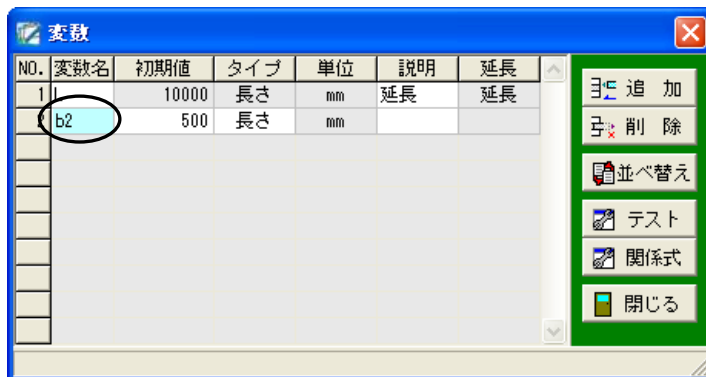 変数
NO. 変数名 初期値 タイプ 単位 説明 延長
1 L 10000 長さ mm 延長 延長
2 b2 500 長さ mm
追 加
削 除
並べ替え
テスト
関係式
閉じる